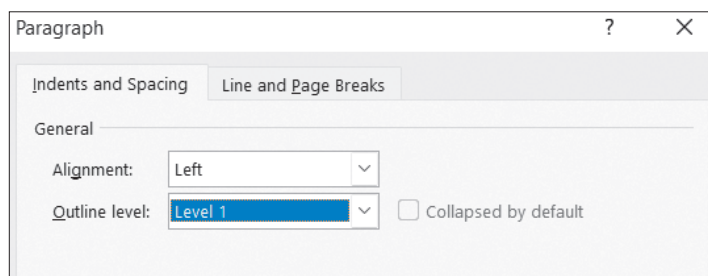 Paragraph ?
Indents and Spacing Line and Page Breaks
General
Alignment: Left
Outline level: Level 1 Collapsed by default